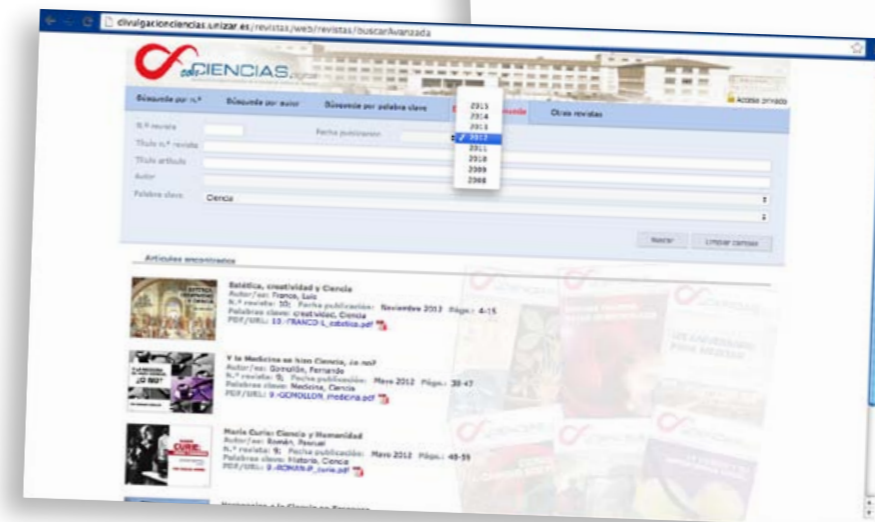 divulgacionciencias.unizar.es/revistas/web/revistas/buscarAvanzada
CIENCIAS
Acceso privado
Búsqueda por n.º Búsqueda por autor Búsqueda por palabra clave Otras revistas
2015
2014
2013
✓ 2012
2011
2010
2009
2008
N.º revista Fecha publicación
Título n.º revista
Título artículo
Autor
Palabra clave Ciencia
Buscar Limpiar campos
Artículos encontrados
Estética, creatividad y Ciencia
Autor/es: Franco, Luis
N.º revista: 10; Fecha publicación: Noviembre 2012 Págs.: 4-15
Palabras clave: creatividad, Ciencia
PDF/URL: 10.-FRANCO-L_estetica.pdf
¿O NO?
Y la Medicina se hizo Ciencia, ¿o no?
Autor/es: Gomollón, Fernando
N.º revista: 9; Fecha publicación: Mayo 2012 Págs.: 38-47
Palabras clave: Medicina, Ciencia
PDF/URL: 9.-GOMOLLON_medicina.pdf
CURIE:
Marie Curie: Ciencia y Humanidad
Autor/es: Román, Pascual
N.º revista: 9; Fecha publicación: Mayo 2012 Págs.: 48-59
Palabras clave: Historia, Ciencia
PDF/URL: 9.-ROMAN-P_curie.pdf